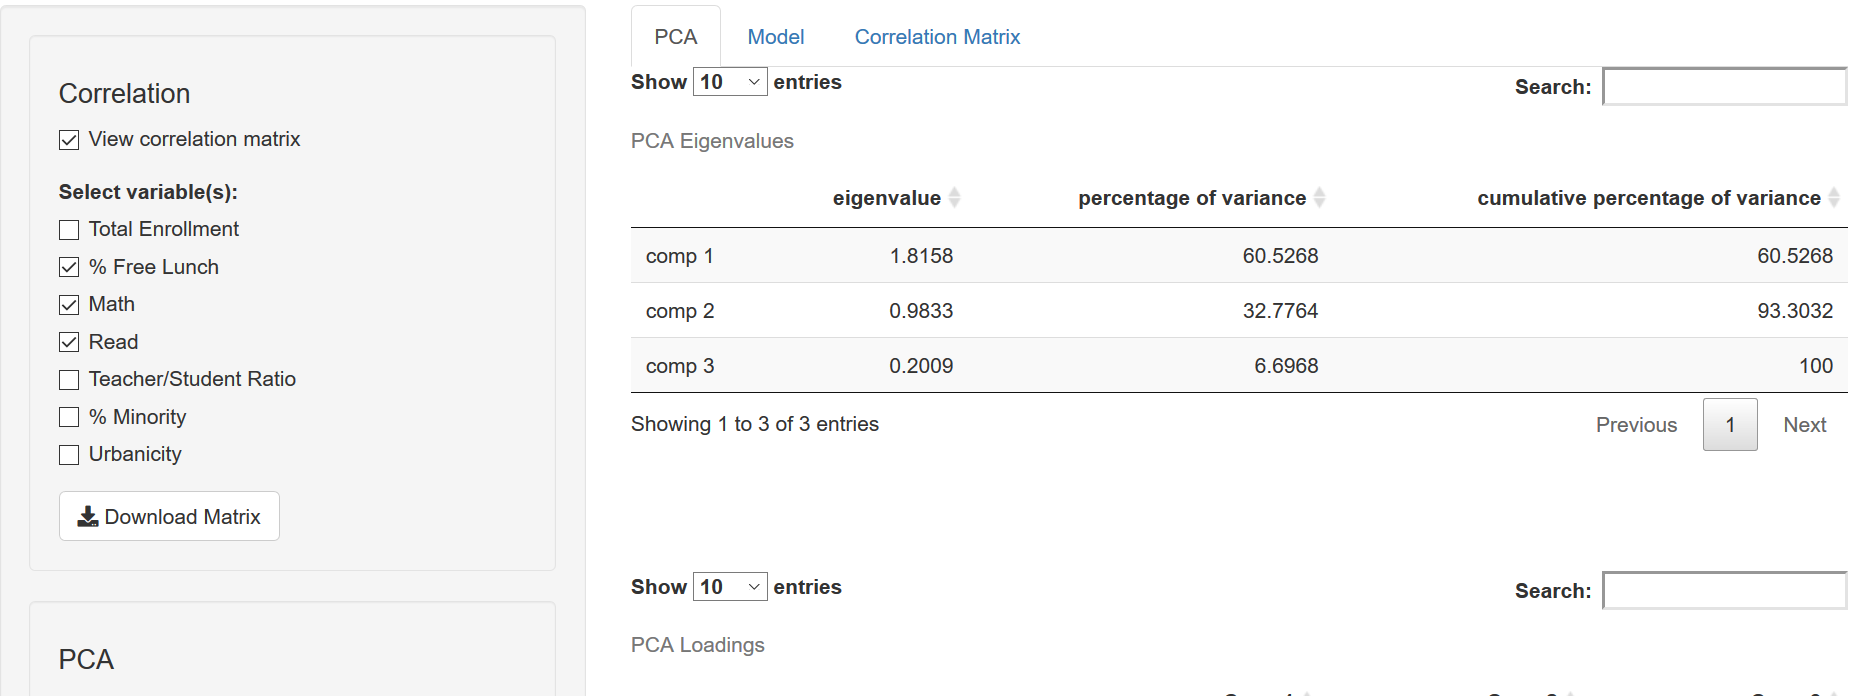 Correlation
View correlation matrix
Select variable(s):
Total Enrollment
% Free Lunch
Math
Read
Teacher/Student Ratio
% Minority
Urbanicity
Download Matrix
PCA
PCA Model Correlation Matrix
Show 10 entries Search:
PCA Eigenvalues
eigenvalue percentage of variance cumulative percentage of variance
comp 1 1.8158 60.5268 60.5268
comp 2 0.9833 32.7764 93.3032
comp 3 0.2009 6.6968 100
Showing 1 to 3 of 3 entries Previous 1 Next
Show 10 entries Search:
PCA Loadings